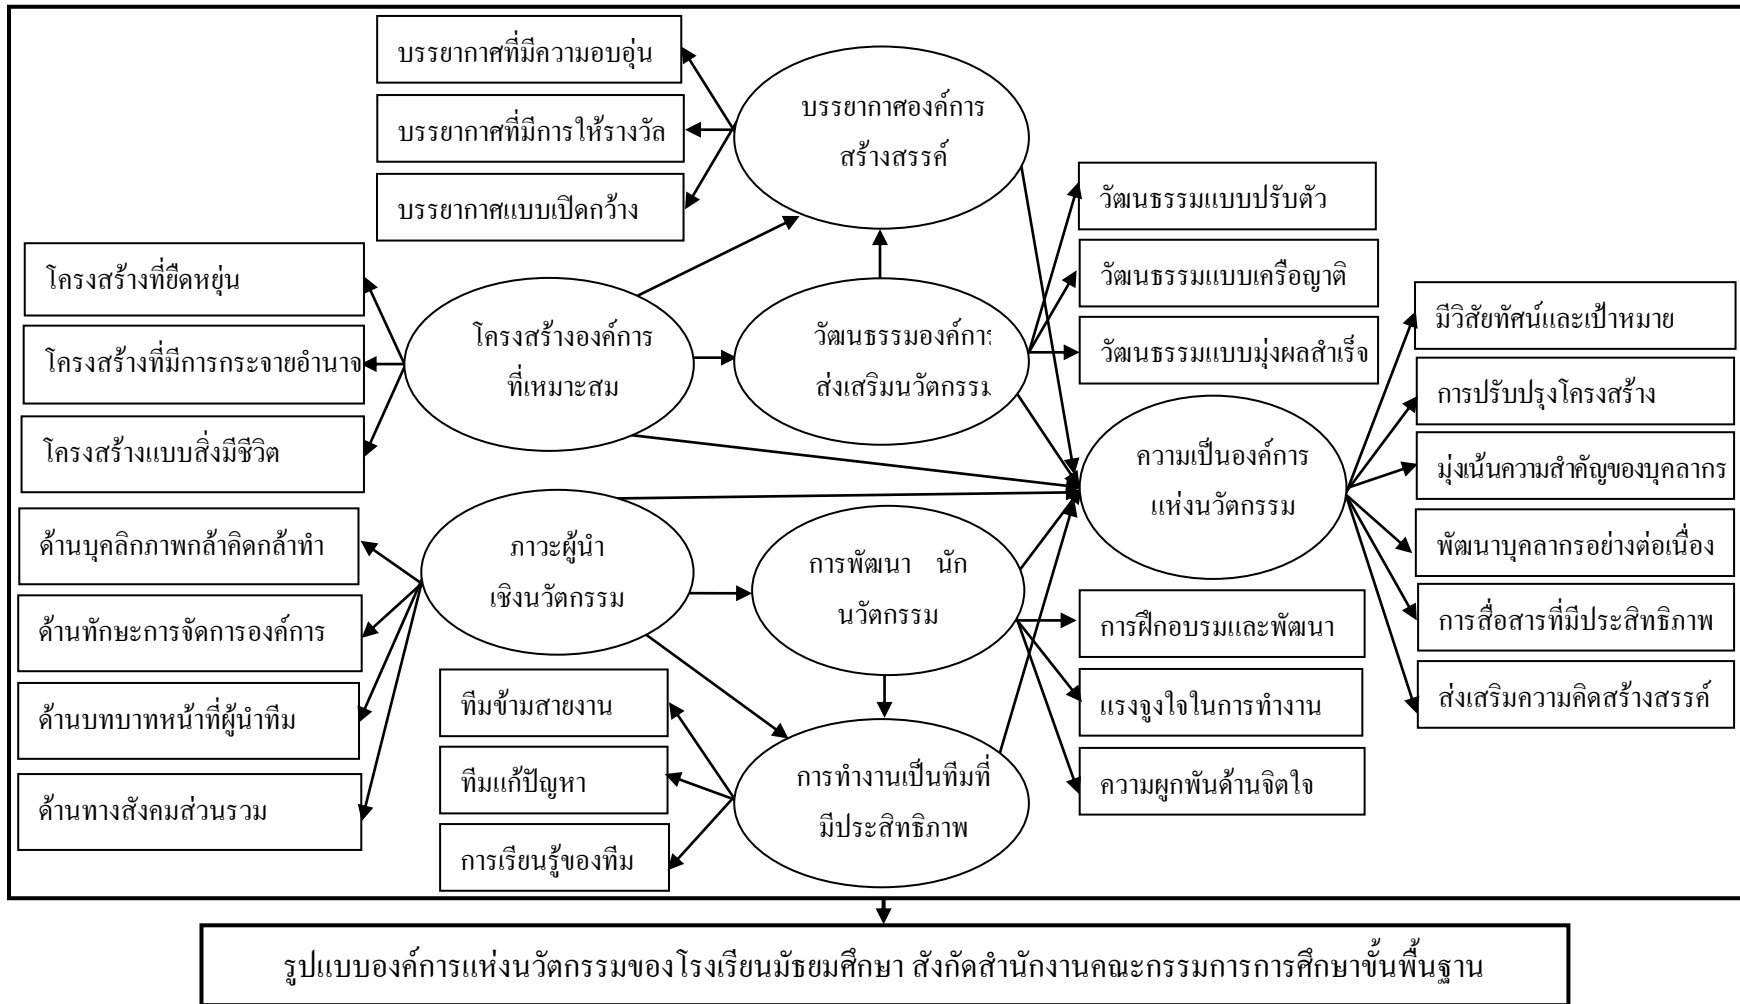 บรรยากาศที่มีความอบอุ่น
บรรยากาศที่มีการให้รางวัล
บรรยากาศแบบเปิดกว้าง
บรรยากาศองค์การ
สร้างสรรค์
วัฒนธรรมแบบปรับตัว
วัฒนธรรมแบบเครือญาติ
วัฒนธรรมแบบมุ่งผลสำเร็จ
โครงสร้างที่ยืดหยุ่น
โครงสร้างที่มีการกระจายอำนาจ
โครงสร้างแบบสิ่งมีชีวิต
โครงสร้างองค์การ
ที่เหมาะสม
วัฒนธรรมองค์การ
ส่งเสริมนวัตกรรม
มีวิสัยทัศน์และเป้าหมาย
การปรับปรุงโครงสร้าง
มุ่งเน้นความสำคัญของบุคลากร
พัฒนาบุคลากรอย่างต่อเนื่อง
การสื่อสารที่มีประสิทธิภาพ
ส่งเสริมความคิดสร้างสรรค์
ความเป็นองค์การ
แห่งนวัตกรรม
ด้านบุคลิกภาพกล้าคิดกล้าทำ
ด้านทักษะการจัดการองค์การ
ด้านบทบาทหน้าที่ผู้นำทีม
ด้านทางสังคมส่วนรวม
ภาวะผู้นำ
เชิงนวัตกรรม
การพัฒนา นัก
นวัตกรรม
การฝึกอบรมและพัฒนา
แรงจูงใจในการทำงาน
ความผูกพันด้านจิตใจ
ทีมข้ามสายงาน
ทีมแก้ปัญหา
การเรียนรู้ของทีม
การทำงานเป็นทีมที่
มีประสิทธิภาพ
รูปแบบองค์การแห่งนวัตกรรมของโรงเรียนมัธยมศึกษา สังกัดสำนักงานคณะกรรมการการศึกษาขั้นพื้นฐาน